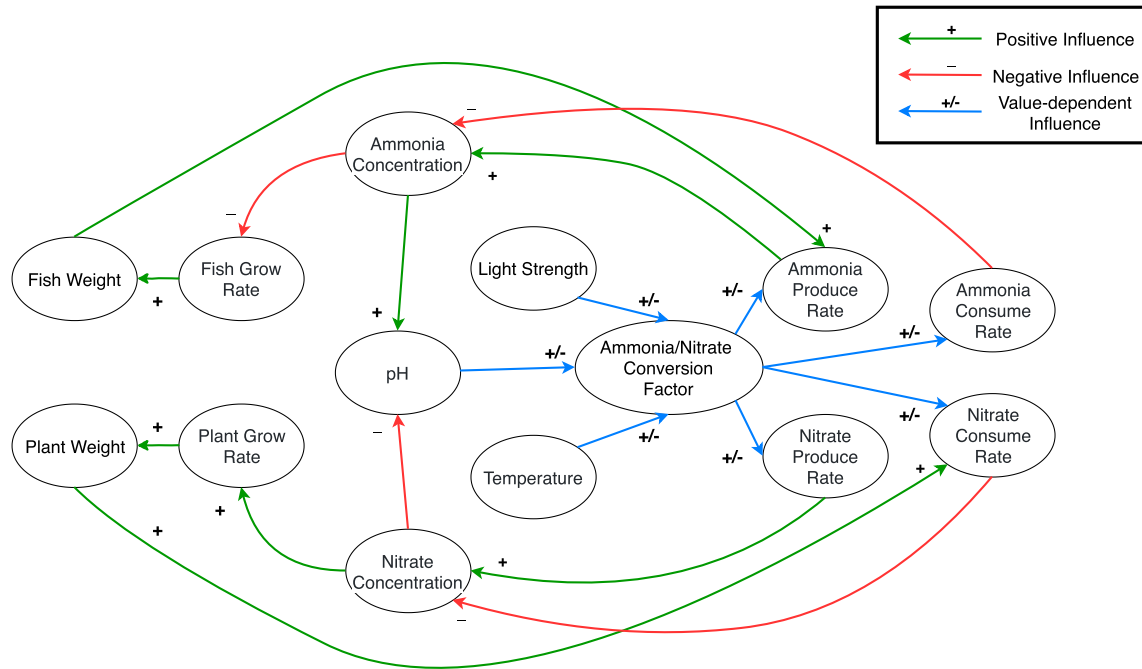 +
Positive Influence
−
Negative Influence
+/-
Value-dependent
Influence
−
Ammonia
Concentration
+
−
+
Fish Weight
+
Fish Grow
Rate
Light Strength
+/-
+/-
Ammonia
Produce
Rate
Ammonia
Consume
Rate
+
pH
+/-
Ammonia/Nitrate
Conversion
Factor
+/-
+/-
−
Plant Weight
+
Plant Grow
Rate
+/-
+/-
Temperature
Nitrate
Produce
Rate
Nitrate
Consume
Rate
+
+
+
Nitrate
Concentration
+
−